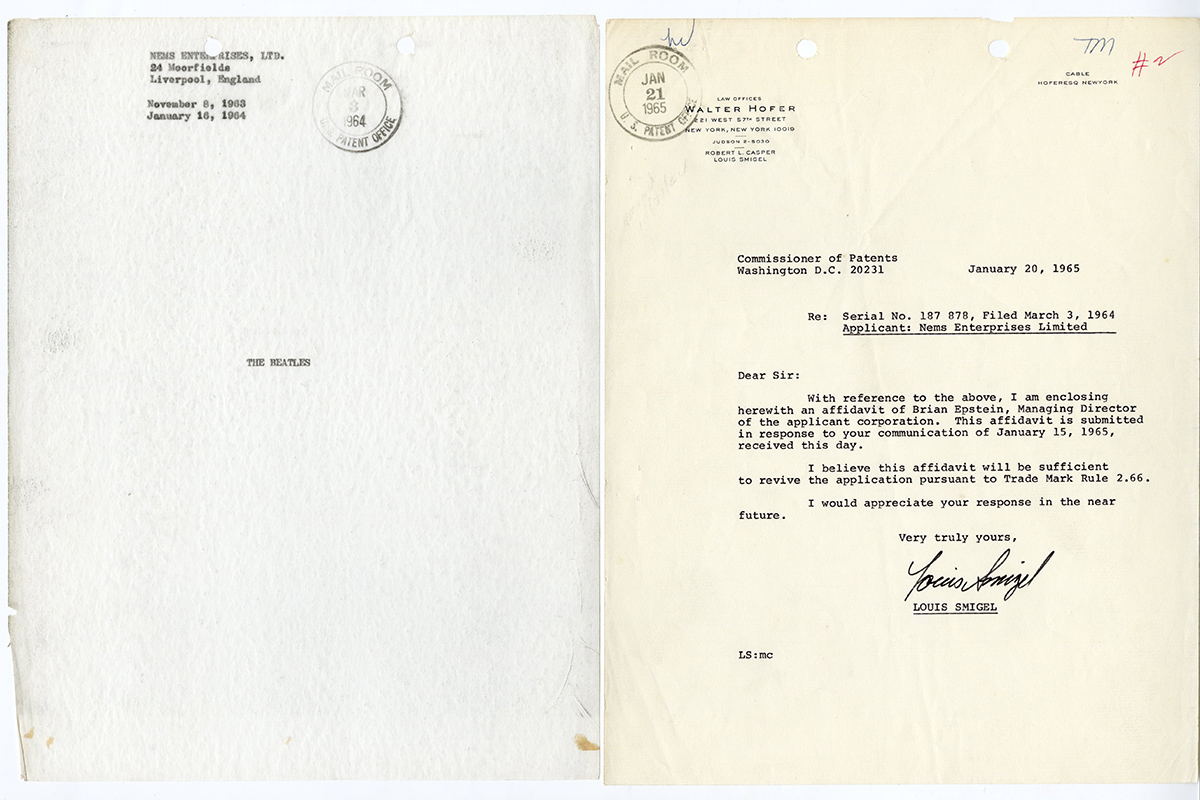 NEMS ENTERPRISES, LTD.
24 Moorfields
Liverpool, England
November 8, 1963
January 16, 1964
MAIL ROOM
MAR
3
1964
U. S. PATENT OFFICE
THE BEATLES
MAIL ROOM
JAN
21
1965
U. S. PATENT OFFICE
TM
#2
CABLE
HOFERESQ NEWYORK
LAW OFFICES
WALTER HOFER
221 WEST 57TH STREET
NEW YORK, NEW YORK 10019
JUDSON 2-5030
ROBERT L. CASPER
LOUIS SMIGEL
Commissioner of Patents
Washington D.C. 20231 January 20, 1965
Re: Serial No. 187 878, Filed March 3, 1964
Applicant: Nems Enterprises Limited
Dear Sir:
With reference to the above, I am enclosing
herewith an affidavit of Brian Epstein, Managing Director
of the applicant corporation. This affidavit is submitted
in response to your communication of January 15, 1965,
received this day.
I believe this affidavit will be sufficient
to revive the application pursuant to Trade Mark Rule 2.66.
I would appreciate your response in the near
future.
Very truly yours,
Louis Smigel
LOUIS SMIGEL
LS:mc